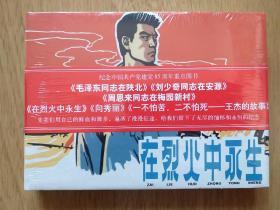 纪念中国共产党建党85周年重点图书
《毛泽东同志在陕北》《刘少奇同志在安源》
《周恩来同志在梅园新村》
《在烈火中永生》《闫秀丽》《一不怕苦、二不怕死——王杰的故事》
在烈火中永生
ZAI LIE HUO ZHONG YONG SHENG